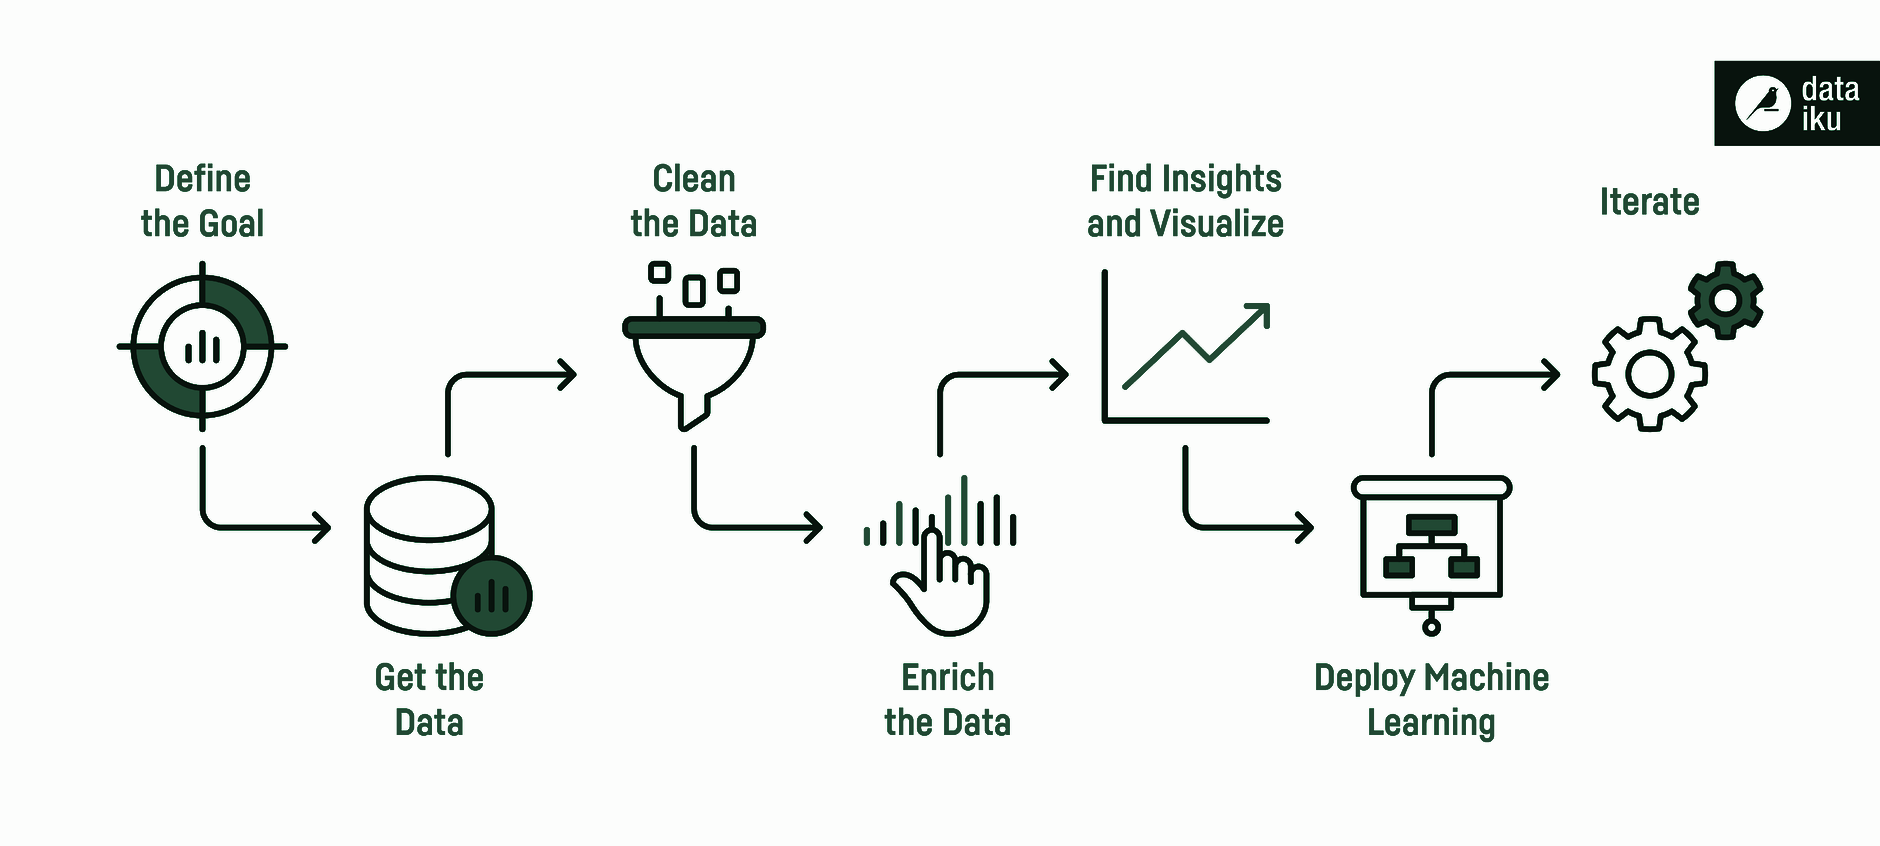 data
iku
Define
the Goal
Get the
Data
Clean
the Data
Enrich
the Data
Find Insights
and Visualize
Deploy Machine
Learning
Iterate